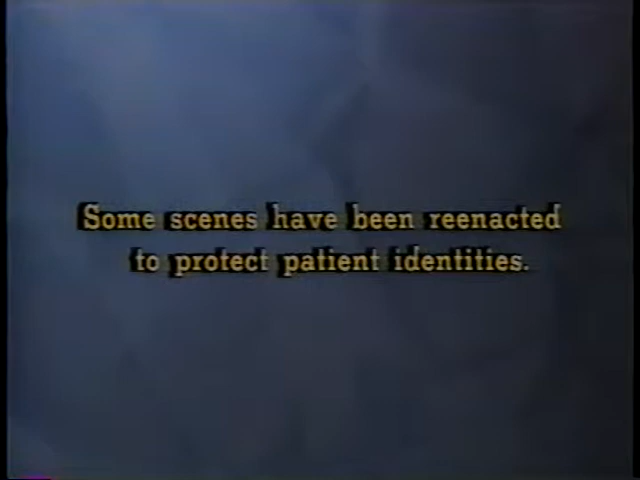 Some scenes have been reenacted
to protect patient identities.